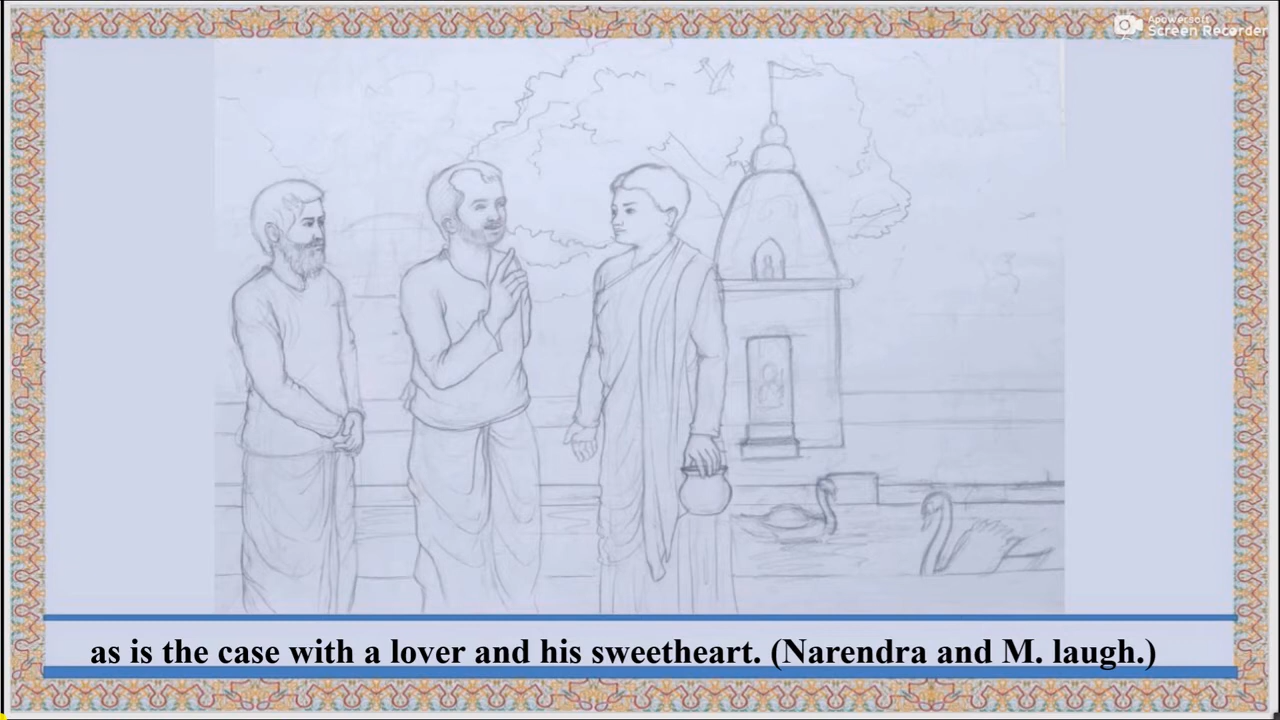 Apowersoft
Screen Recorder
as is the case with a lover and his sweetheart. (Narendra and M. laugh.)